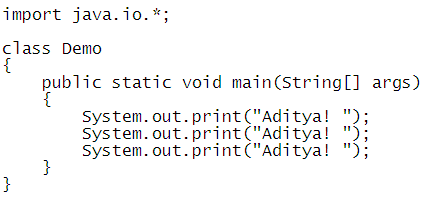 import java.io.*;
class Demo
{
public static void main(String[] args)
{
System.out.print("Aditya! ");
System.out.print("Aditya! ");
System.out.print("Aditya! ");
}
}